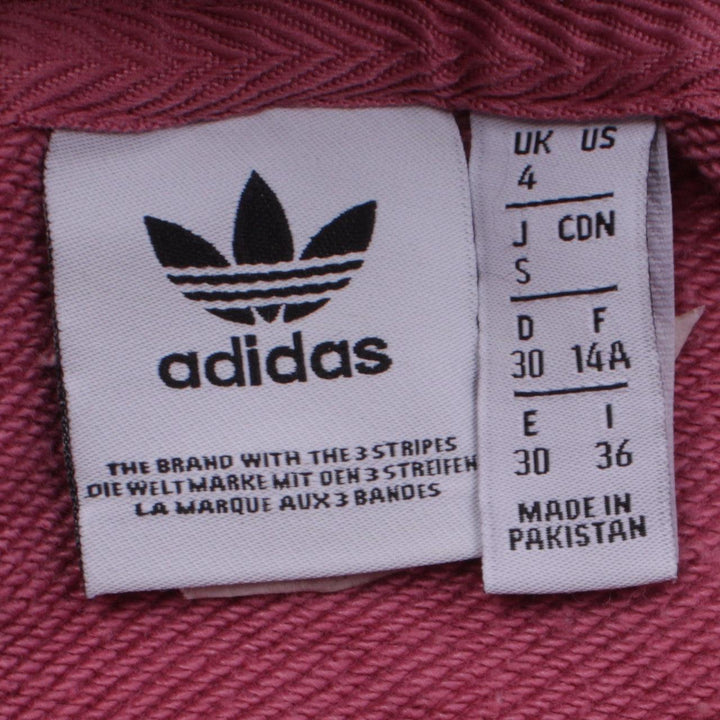 adidas
THE BRAND WITH THE 3 STRIPES
DIE WELTMARKE MIT DEN 3 STREIFEN
LA MARQUE AUX 3 BANDES
UK US
4
J CDN
S
D F
30 14A
E I
30 36
MADE IN
PAKISTAN